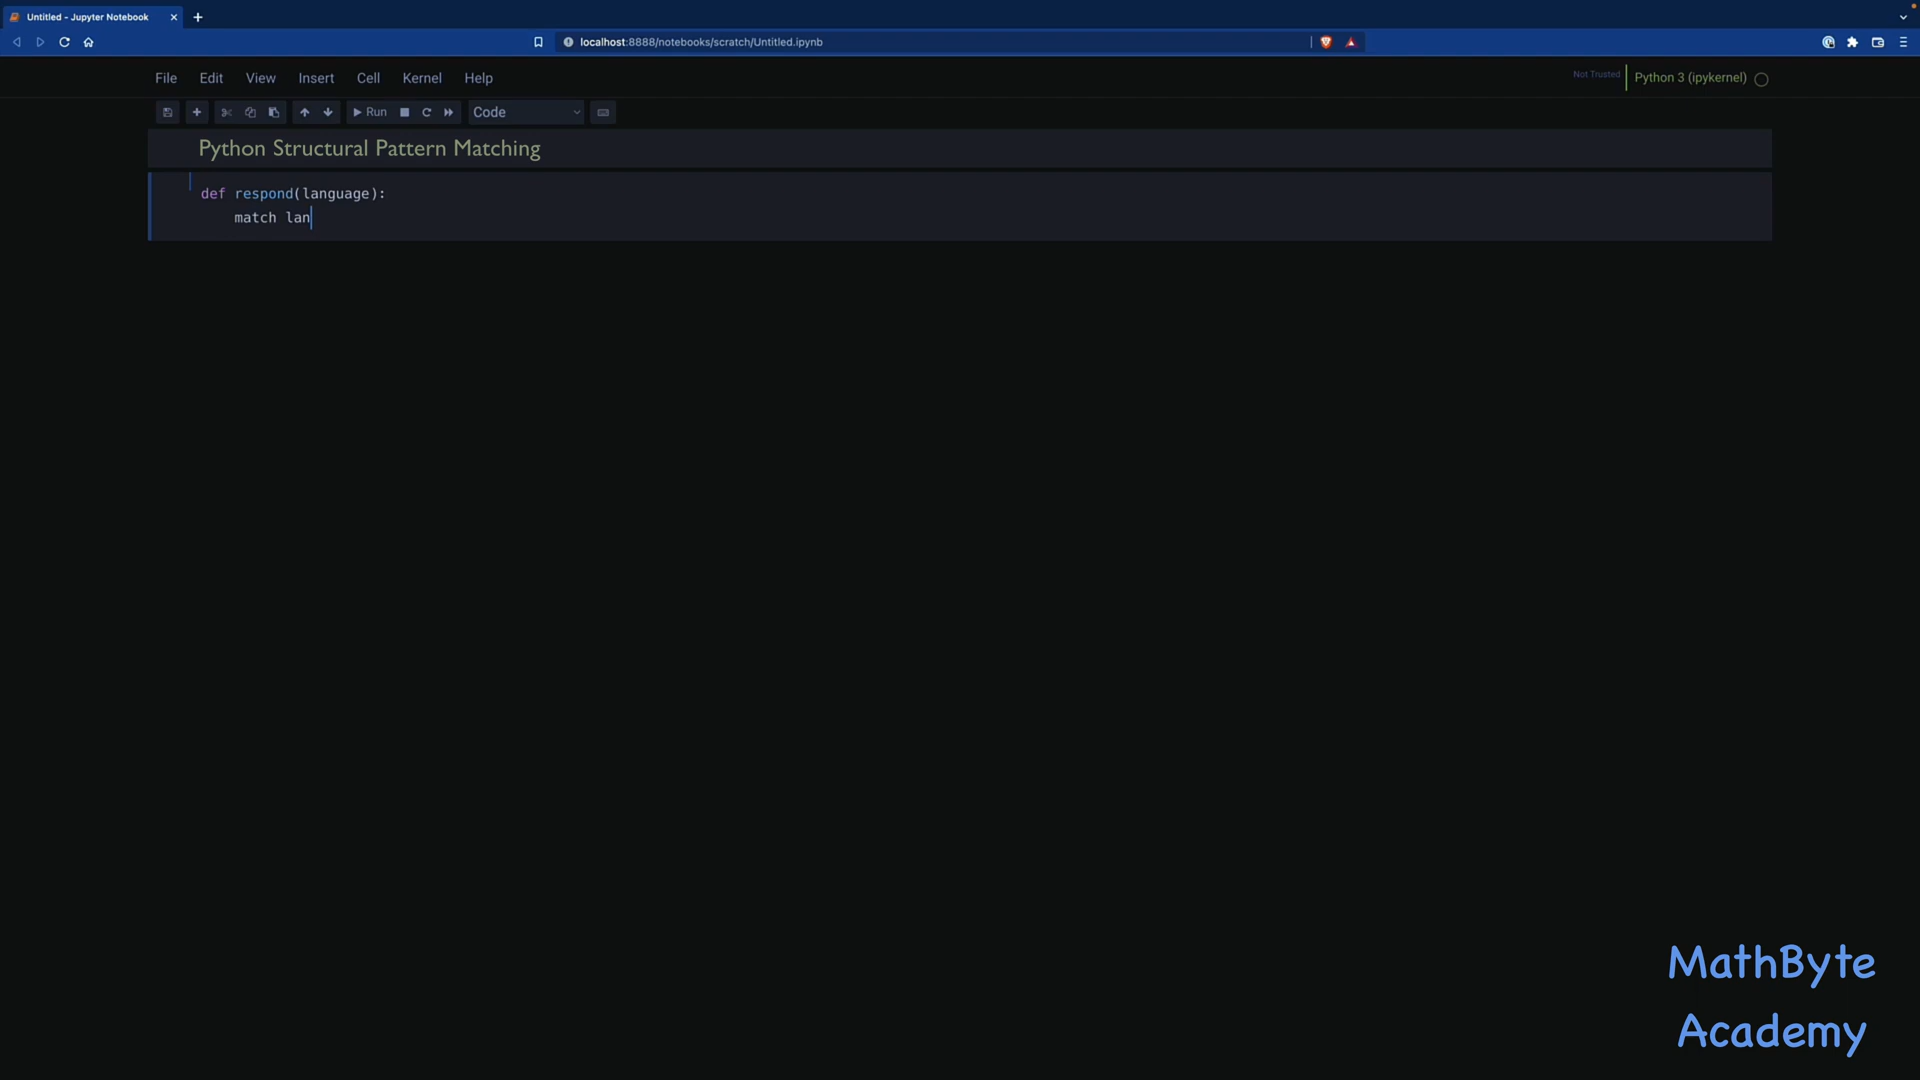 Untitled - Jupyter Notebook
localhost:8888/notebooks/scratch/Untitled.ipynb
File Edit View Insert Cell Kernel Help
Not Trusted Python 3 (ipykernel)
Run Code
Python Structural Pattern Matching
def respond(language):
match lan
MathByte
Academy